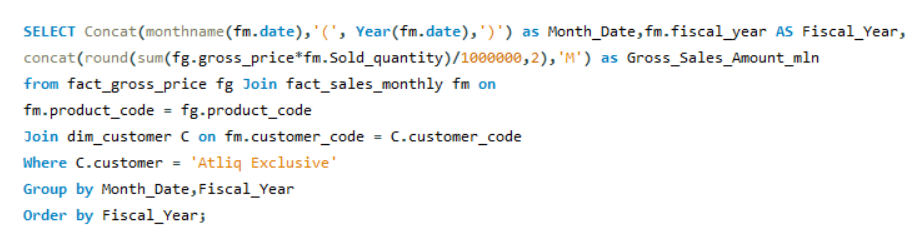 SELECT Concat(monthname(fm.date),'(', Year(fm.date),')') as Month_Date,fm.fiscal_year AS Fiscal_Year,
concat(round(sum(fg.gross_price*fm.Sold_quantity)/1000000,2),'M') as Gross_Sales_Amount_mln
from fact_gross_price fg Join fact_sales_monthly fm on
fm.product_code = fg.product_code
Join dim_customer C on fm.customer_code = C.customer_code
Where C.customer = 'Atliq Exclusive'
Group by Month_Date,Fiscal_Year
Order by Fiscal_Year;